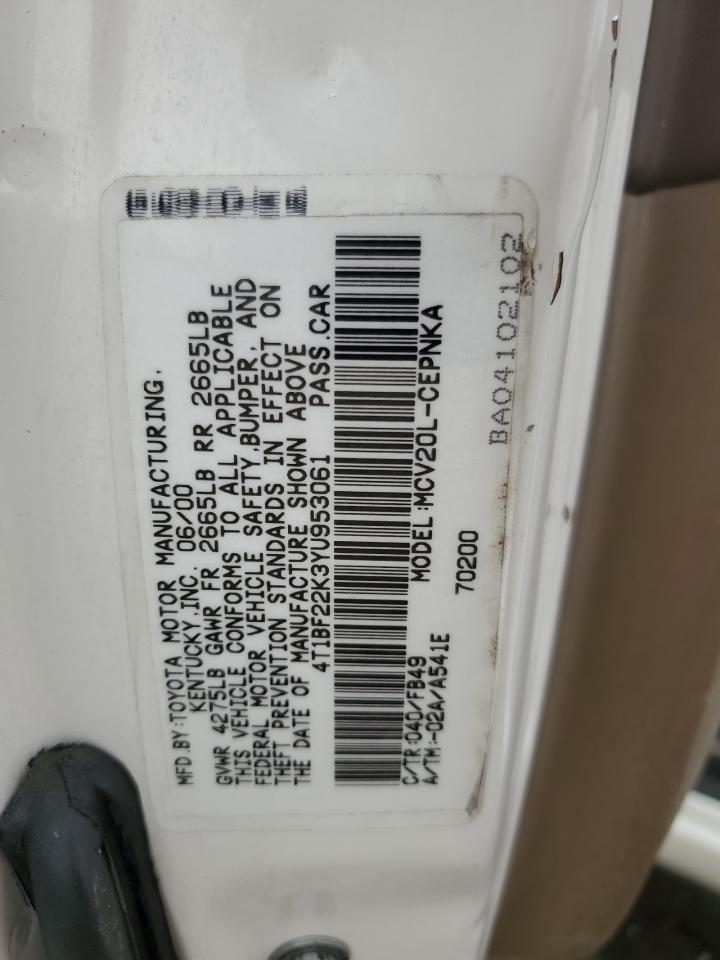 MFD.BY:TOYOTA MOTOR MANUFACTURING,
KENTUCKY,INC. 06/00
GVWR 4275LB GAWR FR 2665LB RR 2665LB
THIS VEHICLE CONFORMS TO ALL APPLICABLE
FEDERAL MOTOR VEHICLE SAFETY,BUMPER, AND
THEFT PREVENTION STANDARDS IN EFFECT ON
THE DATE OF MANUFACTURE SHOWN ABOVE
4T1BF22K3YU953061 PASS.CAR
C/TR:040/FB49 MODEL:MCV20L-CEPNKA
A/TM:-02A/A541E
70200
BA04102102